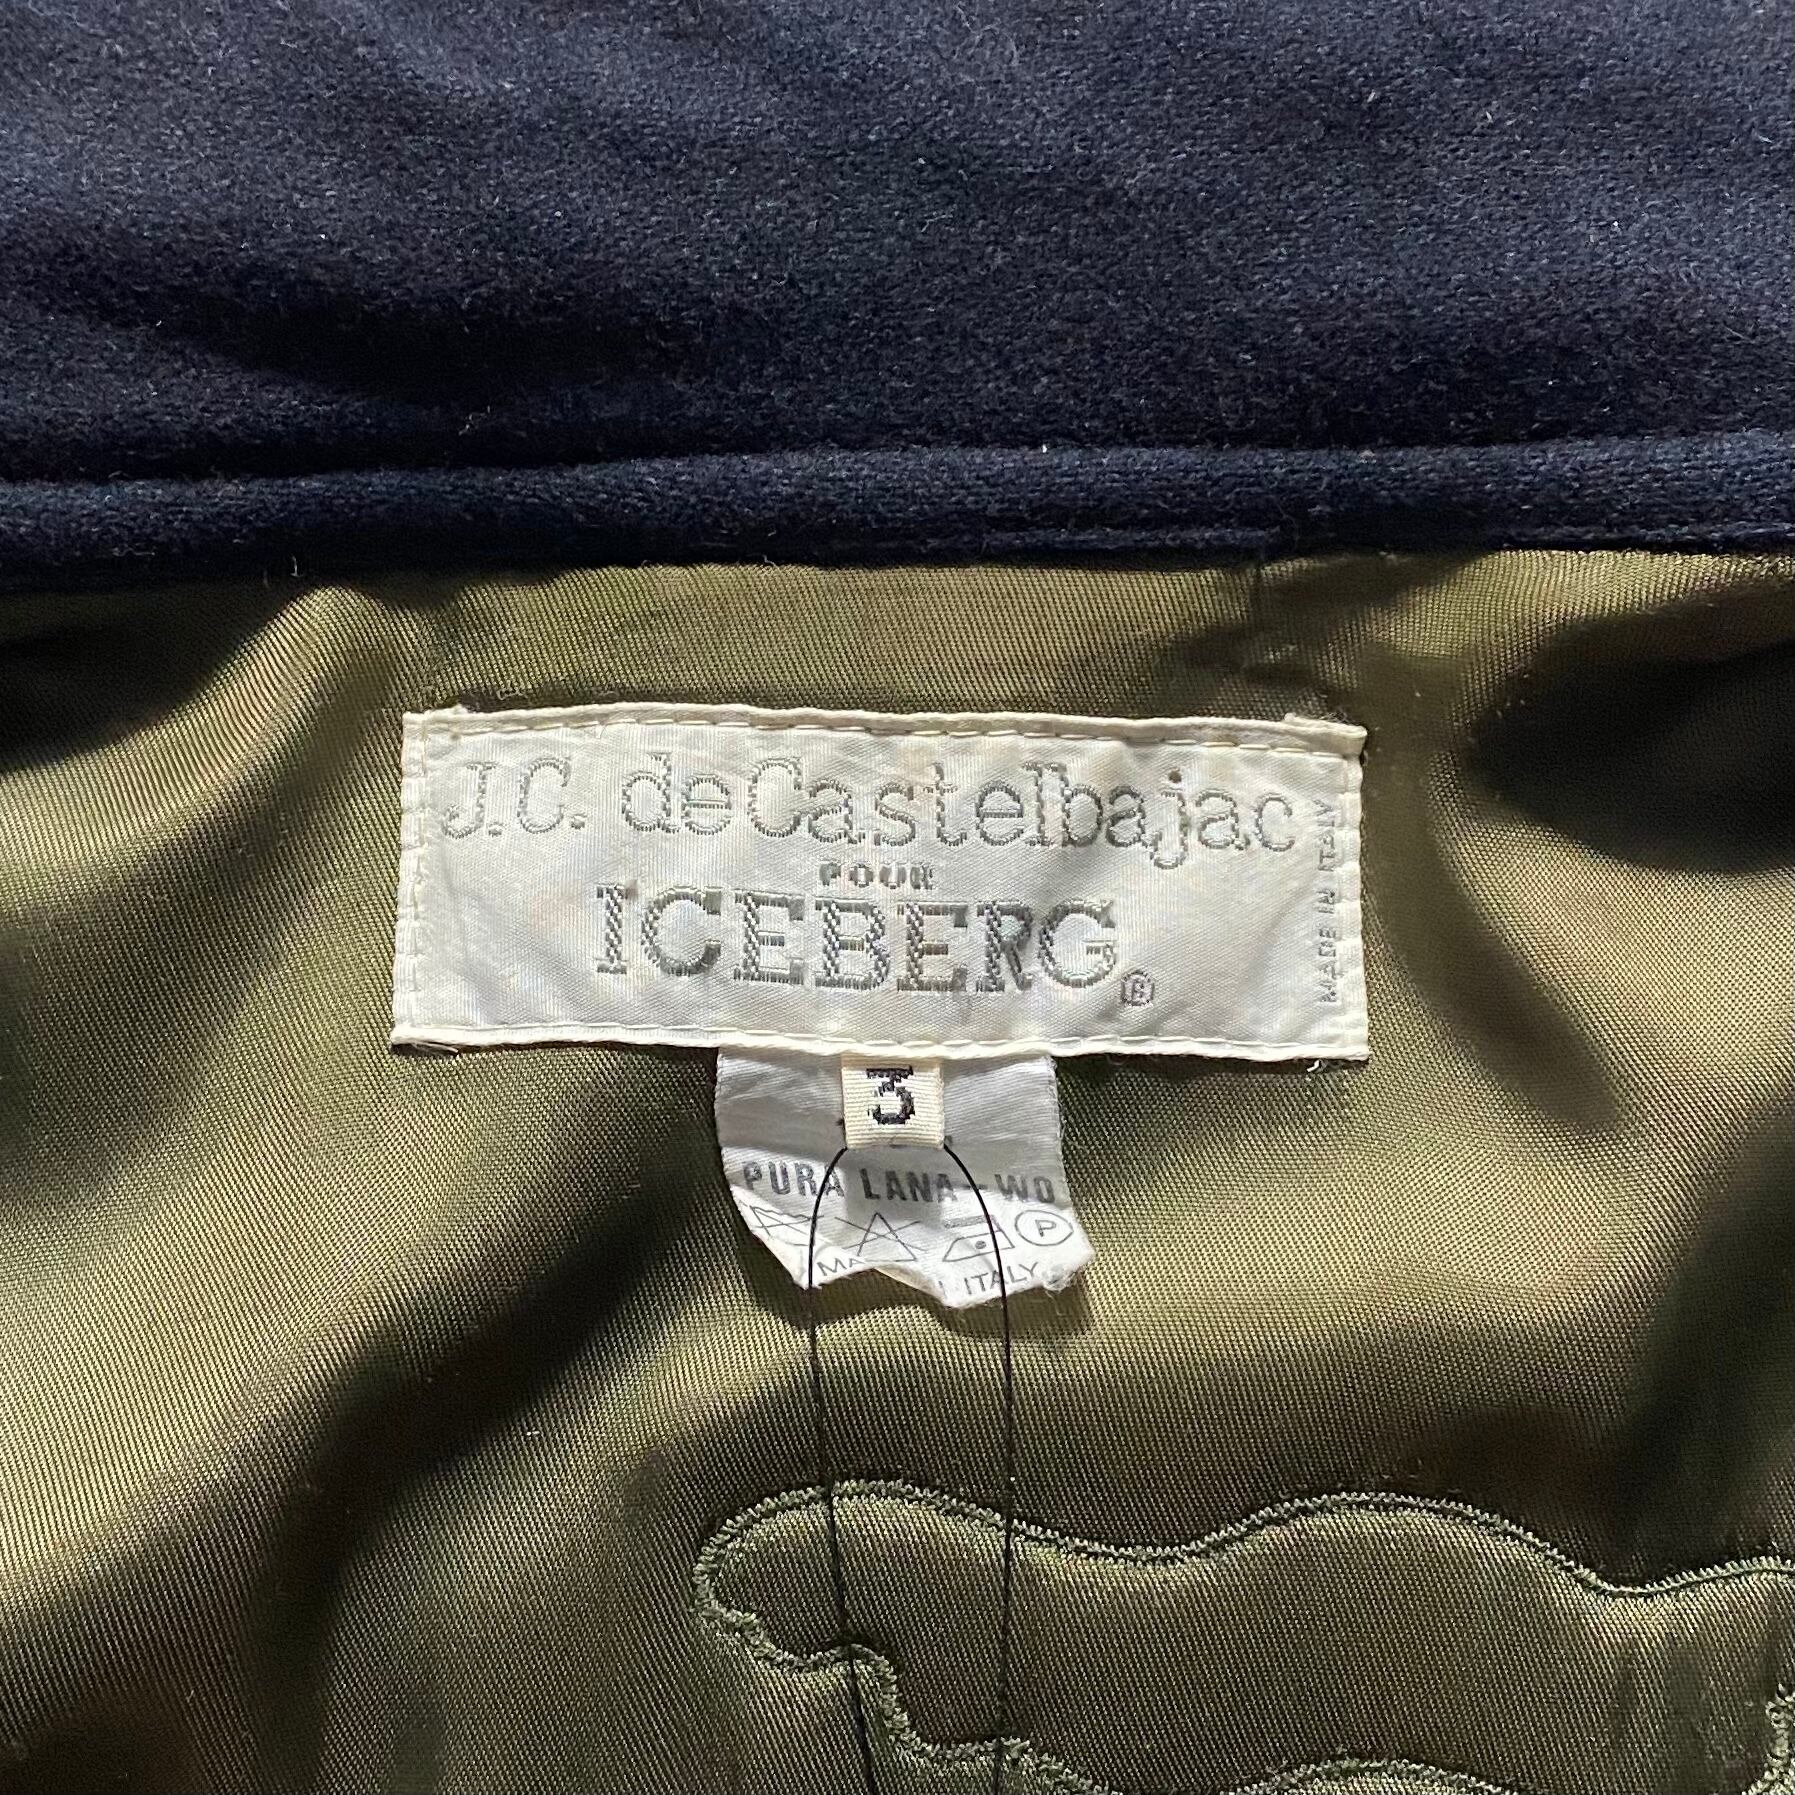 J.C. deCastelbajac
POUR
ICEBERG ®
MADE IN ITALY
3
PURA LANA - WO
P
ITALY